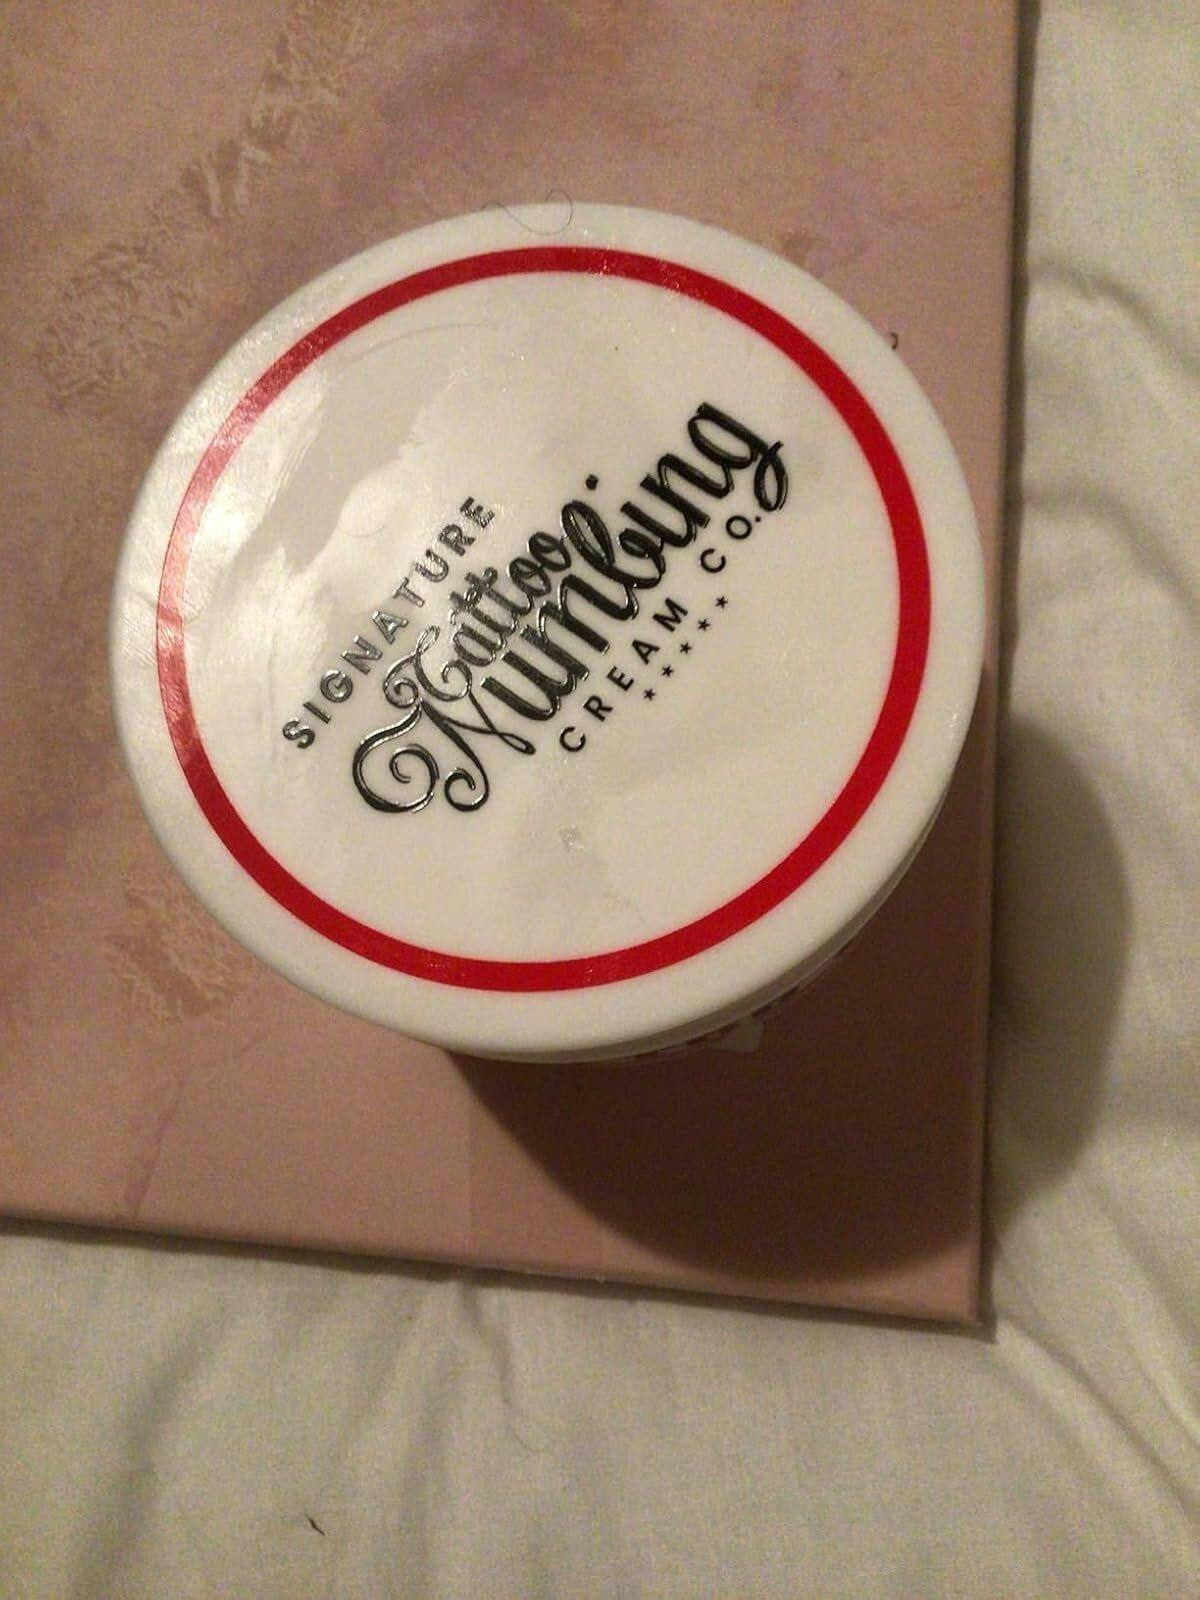 SIGNATURE
Tattoo
Numbing
CREAM CO.